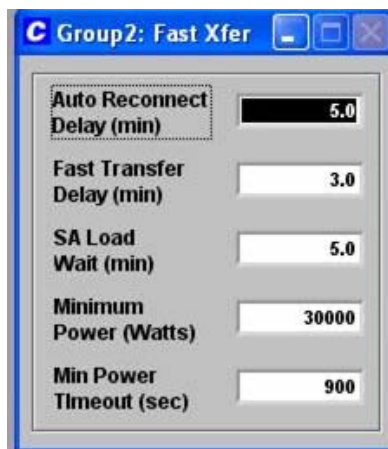 C Group2: Fast Xfer
Auto Reconnect
Delay (min)
5.0
Fast Transfer
Delay (min)
3.0
SA Load
Wait (min)
5.0
Minimum
Power (Watts)
30000
Min Power
TImeout (sec)
900